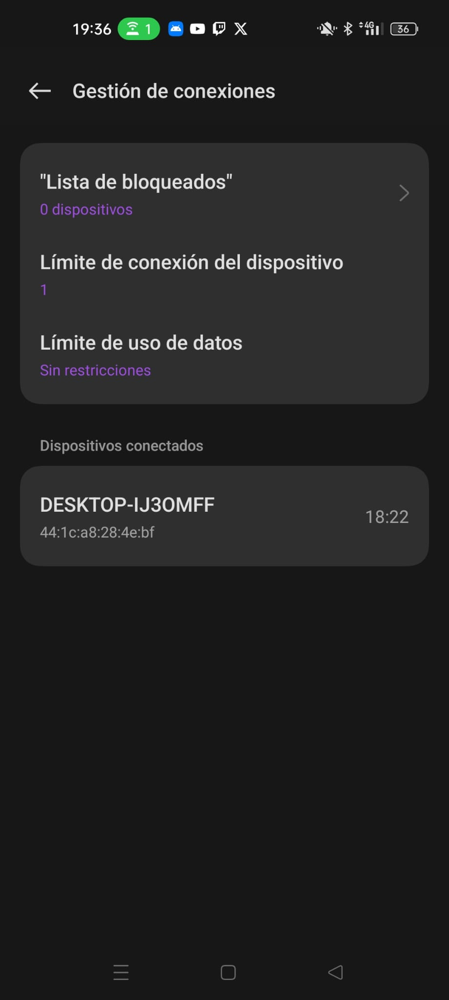 19:36 1 4G 36
Gestión de conexiones
"Lista de bloqueados"
0 dispositivos
Límite de conexión del dispositivo
1
Límite de uso de datos
Sin restricciones
Dispositivos conectados
DESKTOP-IJ3OMFF
18:22
44:1c:a8:28:4e:bf